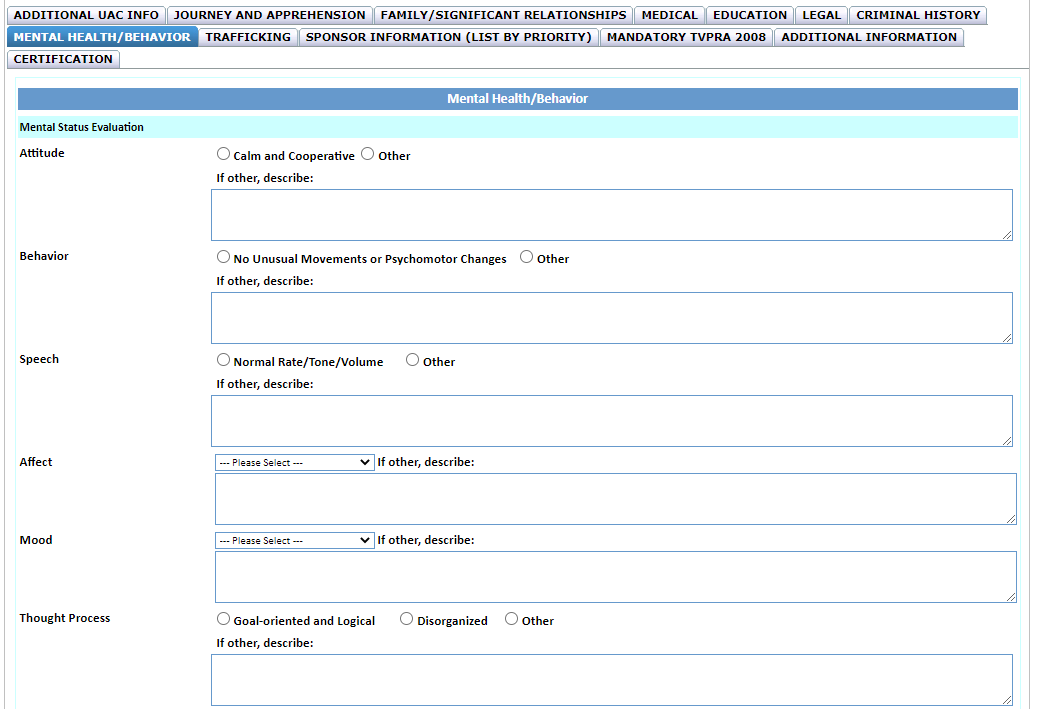 ADDITIONAL UAC INFO JOURNEY AND APPREHENSION FAMILY/SIGNIFICANT RELATIONSHIPS MEDICAL EDUCATION LEGAL CRIMINAL HISTORY
MENTAL HEALTH/BEHAVIOR TRAFFICKING SPONSOR INFORMATION (LIST BY PRIORITY) MANDATORY TVPRA 2008 ADDITIONAL INFORMATION
CERTIFICATION
Mental Health/Behavior
Mental Status Evaluation
Attitude Calm and Cooperative Other
If other, describe:
Behavior No Unusual Movements or Psychomotor Changes Other
If other, describe:
Speech Normal Rate/Tone/Volume Other
If other, describe:
Affect --- Please Select --- If other, describe:
Mood --- Please Select --- If other, describe:
Thought Process Goal-oriented and Logical Disorganized Other
If other, describe: